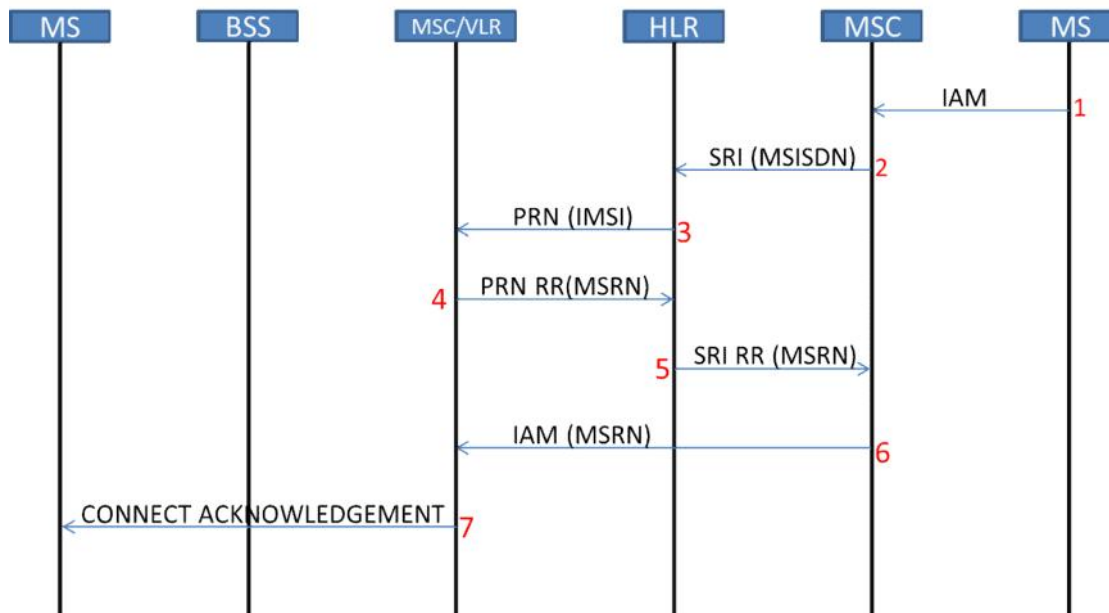 MS BSS MSC/VLR HLR MSC MS
IAM 1
SRI (MSISDN) 2
PRN (IMSI) 3
4 PRN RR(MSRN)
5 SRI RR (MSRN)
IAM (MSRN) 6
CONNECT ACKNOWLEDGEMENT 7